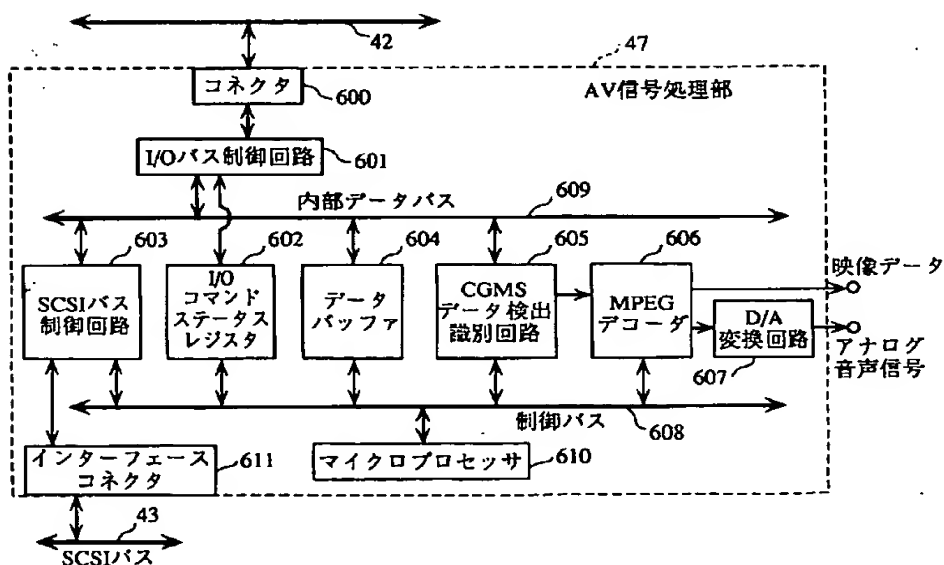 42
47
コネクタ
600
AV信号処理部
I/Oバス制御回路
601
内部データバス
609
603
602
604
605
606
SCSIバス
制御回路
I/O
コマンド
ステータス
レジスタ
データ
バッファ
CGMS
データ検出
識別回路
MPEG
デコーダ
映像データ
D/A
変換回路
607
アナログ
音声信号
制御バス
608
インターフェース
コネクタ
611
マイクロプロセッサ
610
43
SCSIバス